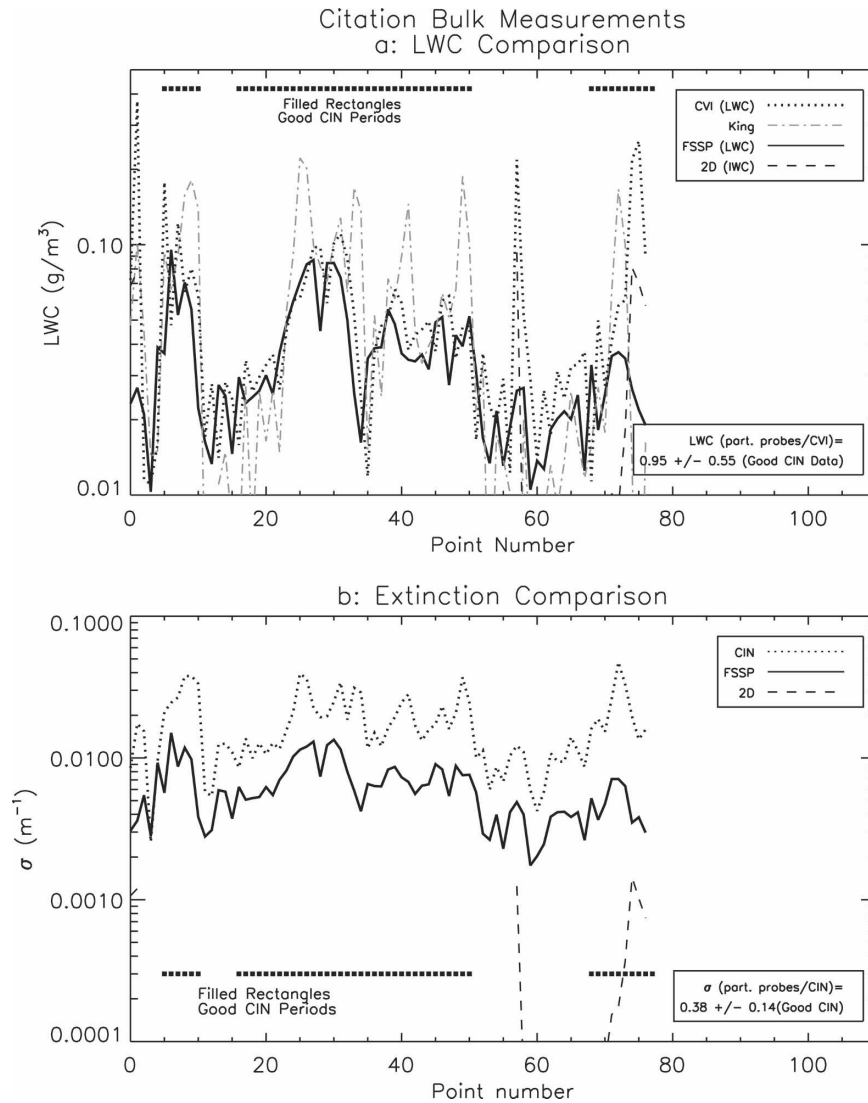 Citation Bulk Measurements
a: LWC Comparison
Filled Rectangles
Good CIN Periods
CVI (LWC)
King
FSSP (LWC)
2D (IWC)
LWC (g/m³)
0.10
0.01
LWC (part. probes/CVI)=
0.95 +/- 0.55 (Good CIN Data)
0 20 40 60 80 100
Point Number
b: Extinction Comparison
CIN
FSSP
2D
σ (m⁻¹)
0.1000
0.0100
0.0010
0.0001
Filled Rectangles
Good CIN Periods
σ (part. probes/CIN)=
0.38 +/- 0.14(Good CIN)
0 20 40 60 80 100
Point number